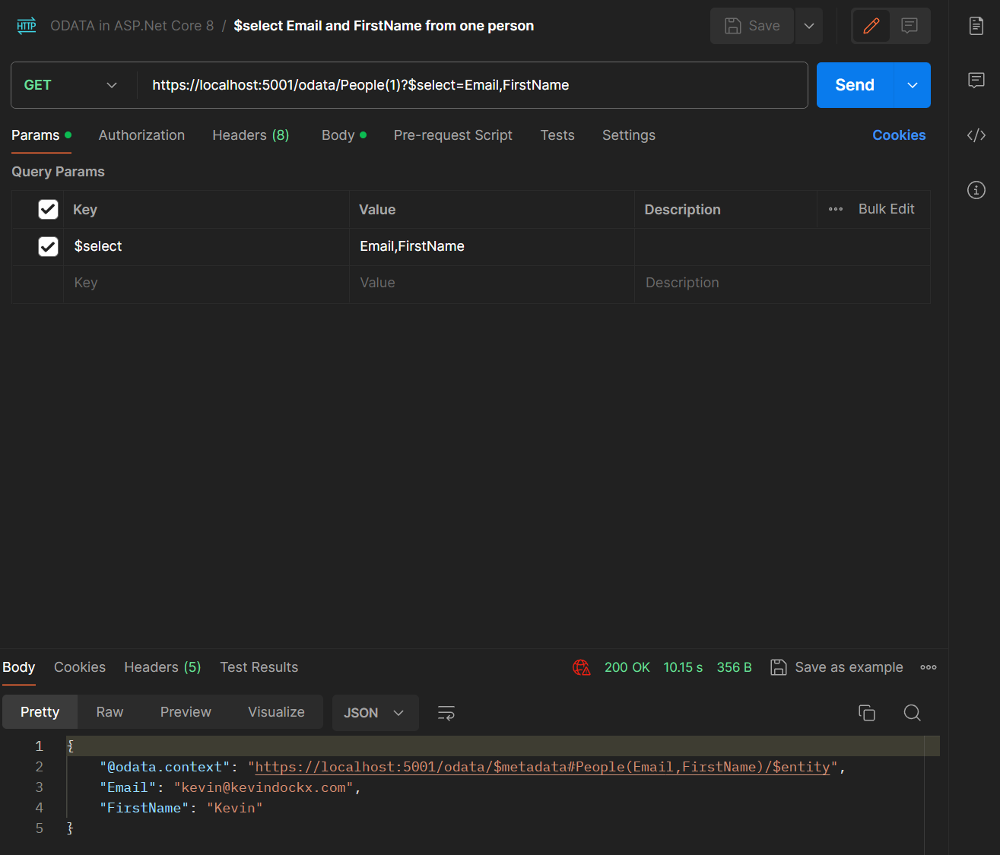 HTTP ODATA in ASP.Net Core 8 / $select Email and FirstName from one person Save
GET https://localhost:5001/odata/People(1)?$select=Email,FirstName Send
Params Authorization Headers (8) Body Pre-request Script Tests Settings Cookies
Query Params
Key Value Description Bulk Edit
$select Email,FirstName
Key Value Description
Body Cookies Headers (5) Test Results 200 OK 10.15 s 356 B Save as example
Pretty Raw Preview Visualize JSON
1 {
2 "@odata.context": "https://localhost:5001/odata/$metadata#People(Email,FirstName)/$entity",
3 "Email": "kevin@kevindockx.com",
4 "FirstName": "Kevin"
5 }